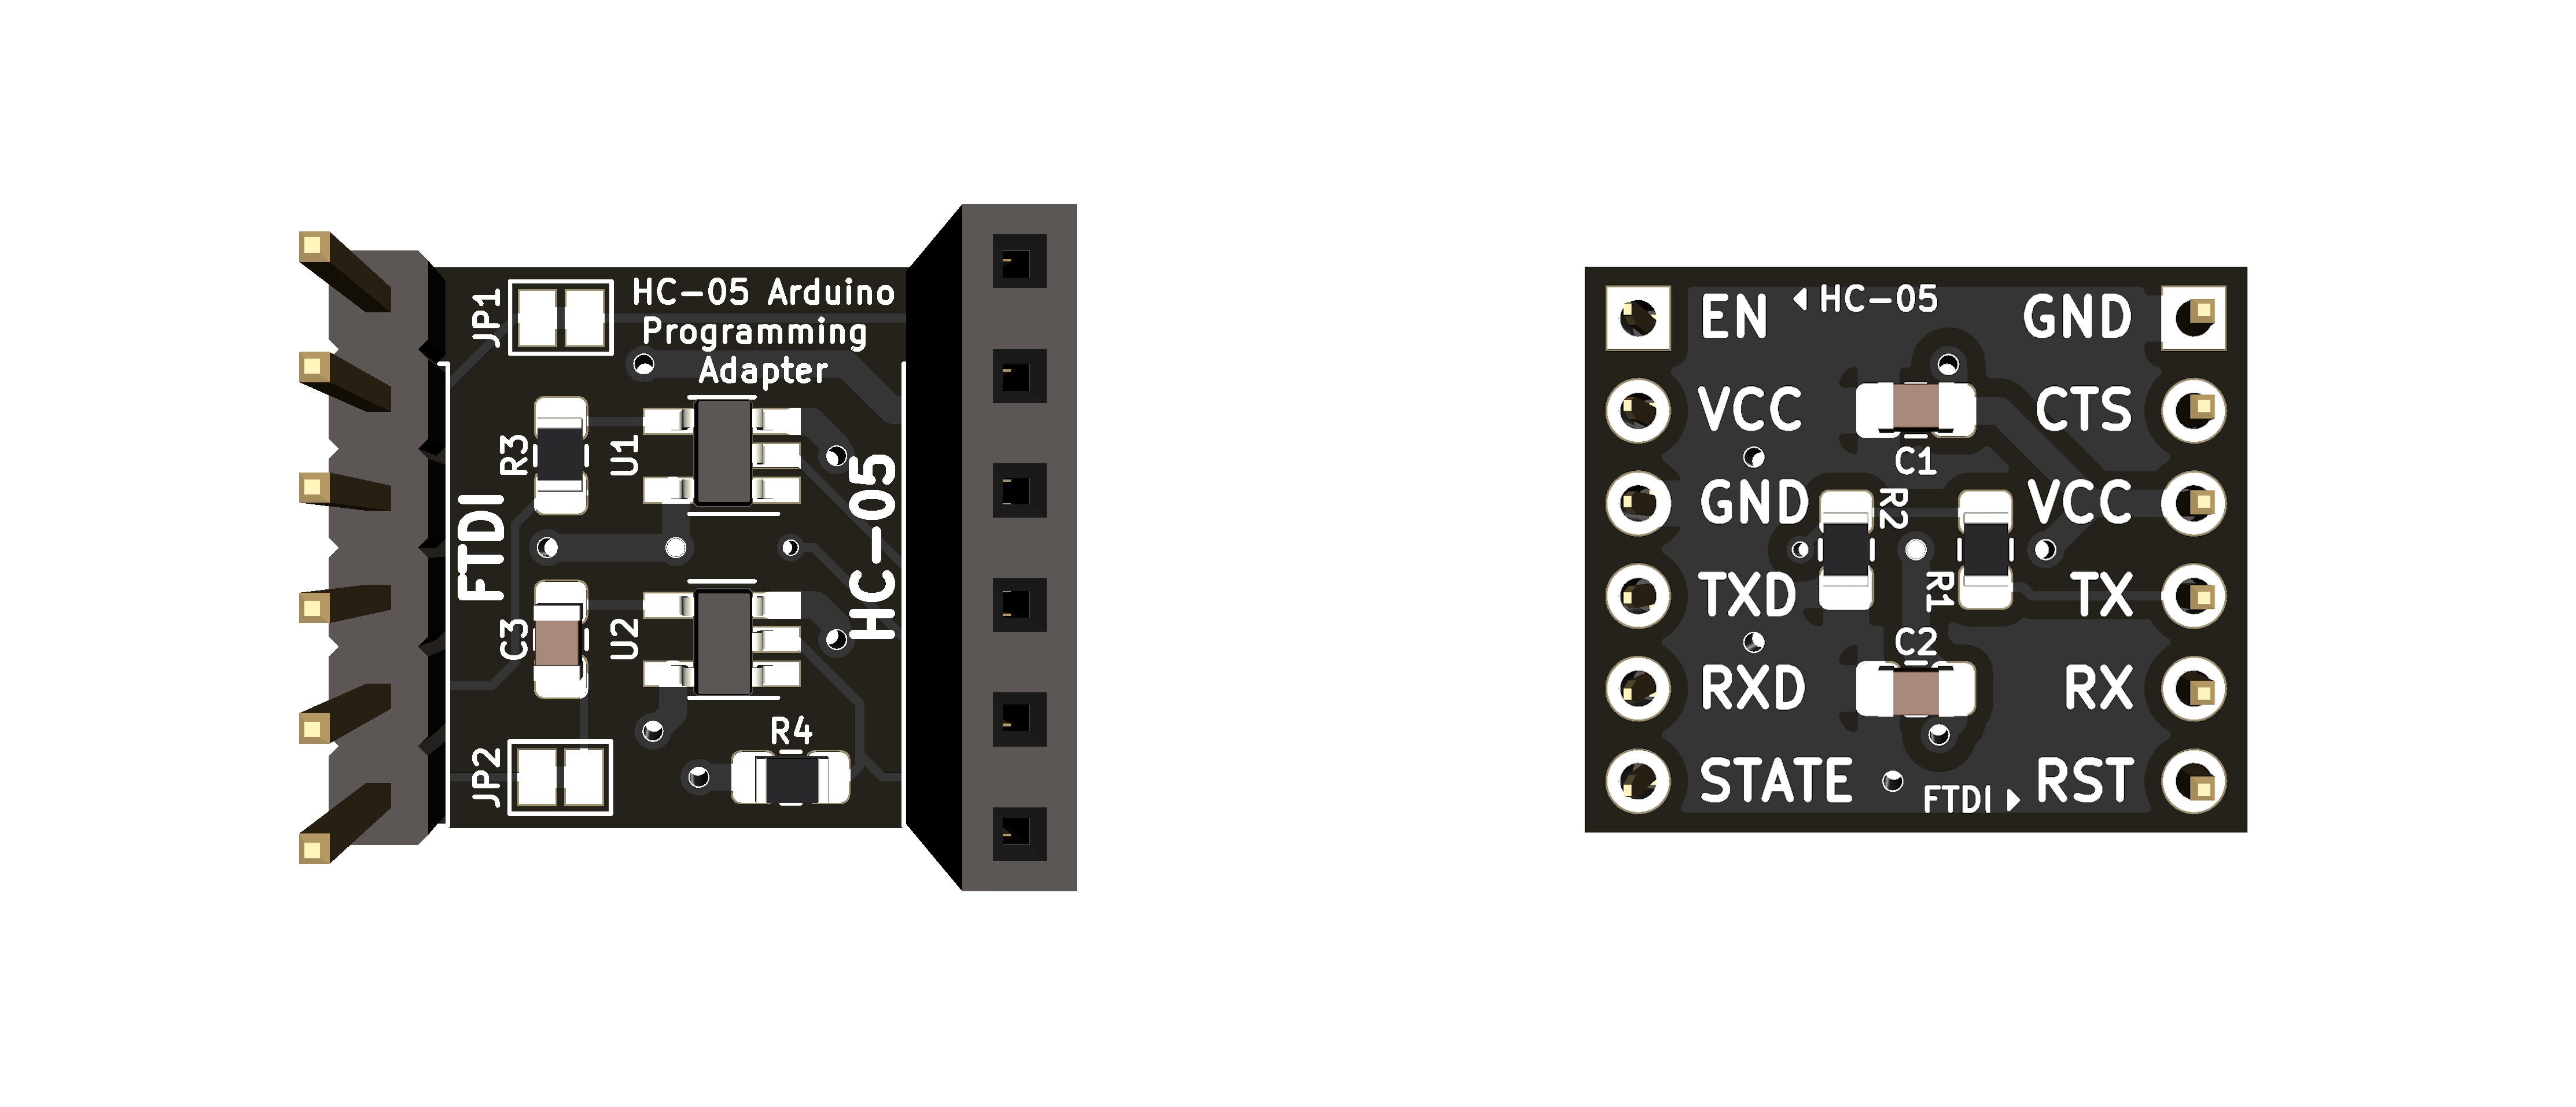 JP1
HC-05 Arduino
Programming
Adapter
R3
U1
FTDI
HC-05
C3
U2
JP2
R4
EN
HC-05
GND
VCC
CTS
C1
GND
R2
VCC
TXD
R1
TX
C2
RXD
RX
STATE
FTDI
RST